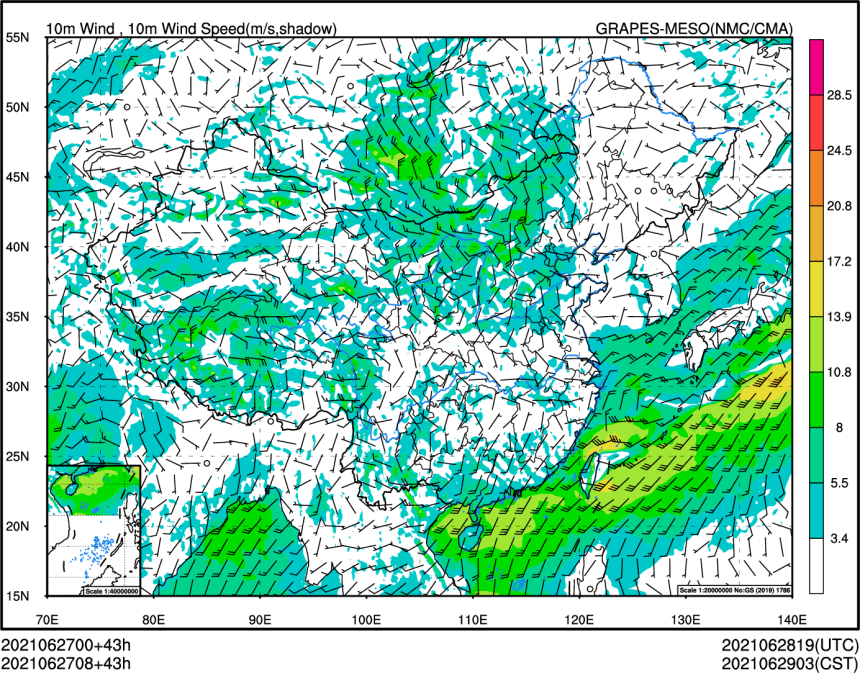 10m Wind , 10m Wind Speed(m/s,shadow) GRAPES-MESO(NMC/CMA)
55N
50N
45N
40N
35N
30N
25N
20N
15N
28.5
24.5
20.8
17.2
13.9
10.8
8
5.5
3.4
Scale 1:40000000
Scale 1:20000000 No:GS (2019) 1786
70E 80E 90E 100E 110E 120E 130E 140E
2021062700+43h 2021062819(UTC)
2021062708+43h 2021062903(CST)